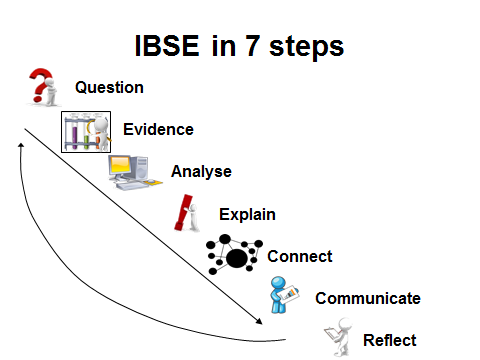 IBSE in 7 steps
Question
Evidence
Analyse
Explain
Connect
Communicate
Reflect